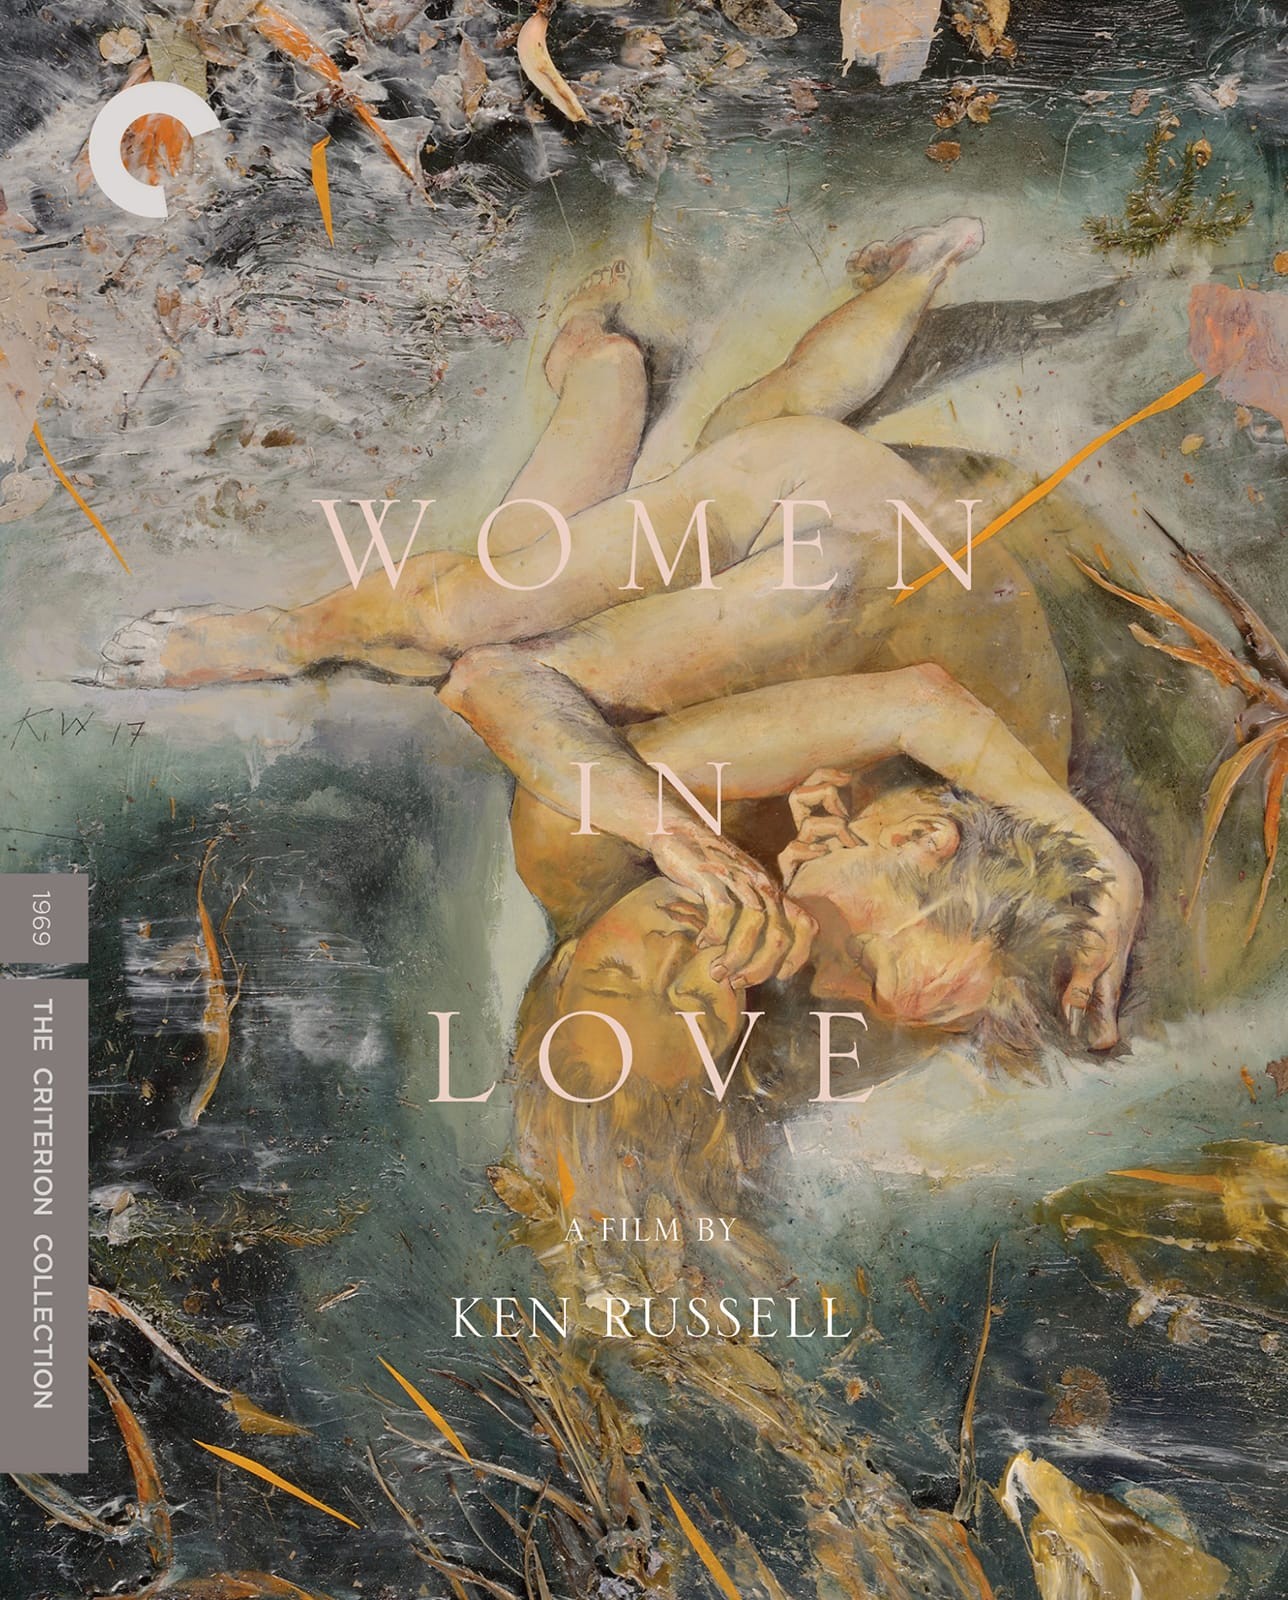 WOMEN
IN
LOVE
K.W 17
1969
THE CRITERION COLLECTION
A FILM BY
KEN RUSSELL